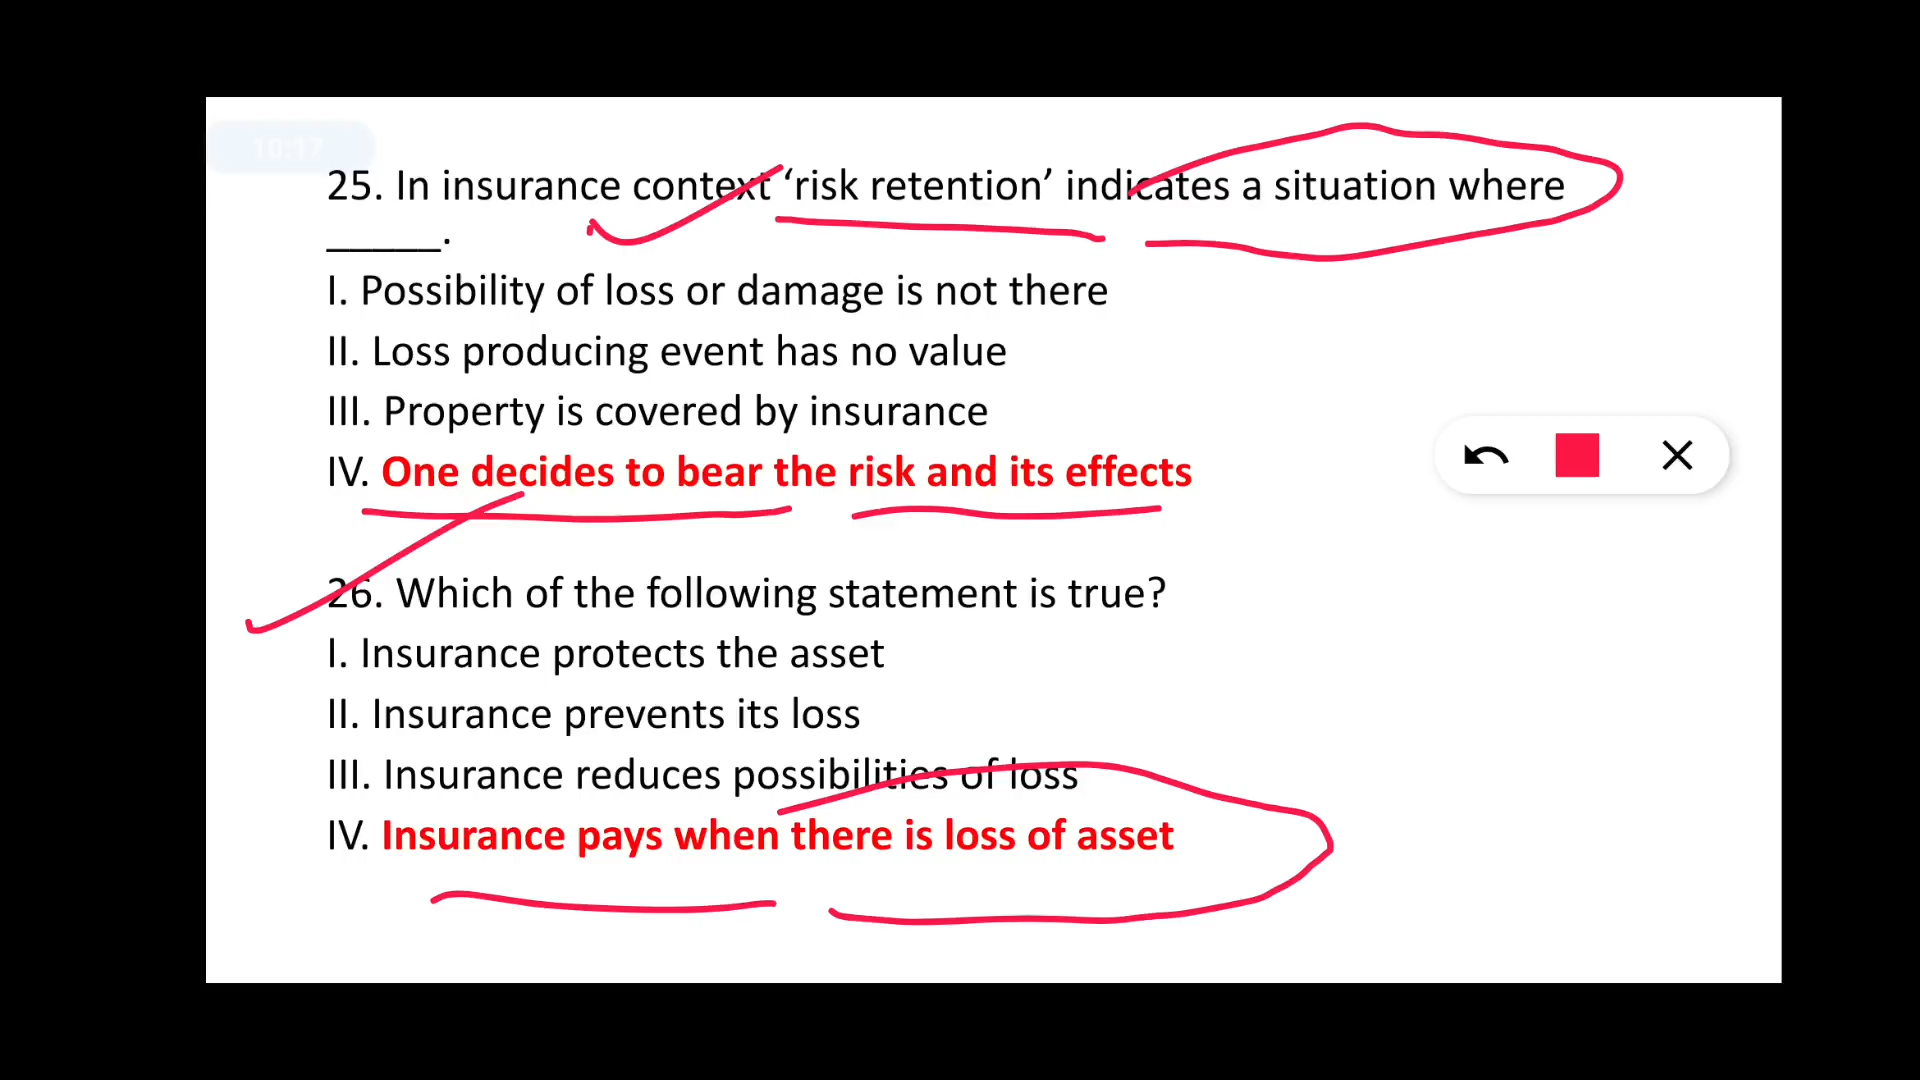 10:17
25. In insurance context ‘risk retention’ indicates a situation where
_____.
I. Possibility of loss or damage is not there
II. Loss producing event has no value
III. Property is covered by insurance
IV. One decides to bear the risk and its effects
26. Which of the following statement is true?
I. Insurance protects the asset
II. Insurance prevents its loss
III. Insurance reduces possibilities of loss
IV. Insurance pays when there is loss of asset